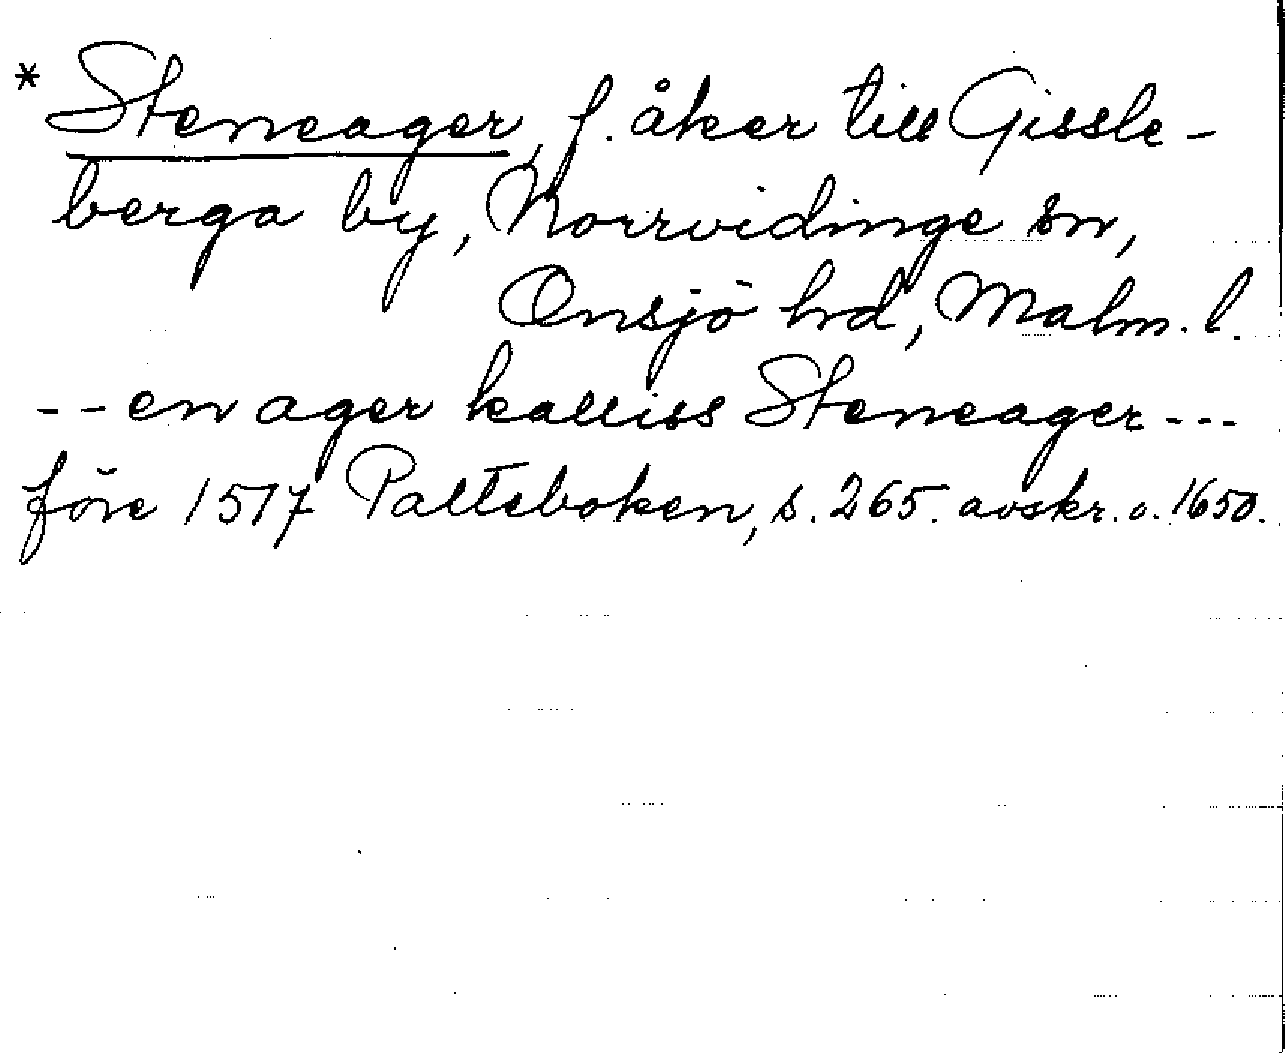 * Steneager, f. åker till Gissle-
berga by, Norrvidinge sn,
Onsjö hd, Malm. l.
-- en ager kalliss Steneager ---
före 1517 Palteboken, s. 265. avskr. o. 1650.